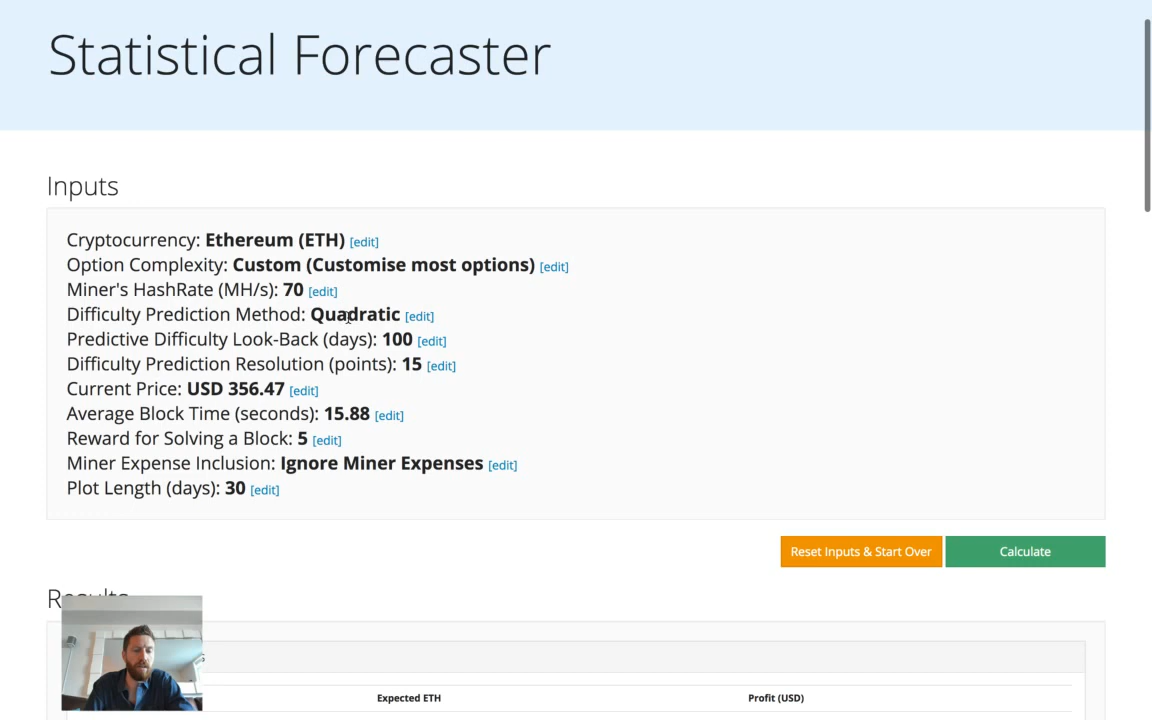 Statistical Forecaster
Inputs
Cryptocurrency: Ethereum (ETH) [edit]
Option Complexity: Custom (Customise most options) [edit]
Miner's HashRate (MH/s): 70 [edit]
Difficulty Prediction Method: Quadratic [edit]
Predictive Difficulty Look-Back (days): 100 [edit]
Difficulty Prediction Resolution (points): 15 [edit]
Current Price: USD 356.47 [edit]
Average Block Time (seconds): 15.88 [edit]
Reward for Solving a Block: 5 [edit]
Miner Expense Inclusion: Ignore Miner Expenses [edit]
Plot Length (days): 30 [edit]
Reset Inputs & Start Over Calculate
Results
Expected ETH Profit (USD)